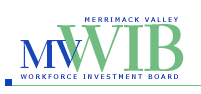 MERRIMACK VALLEY
MVWIB
WORKFORCE INVESTMENT BOARD